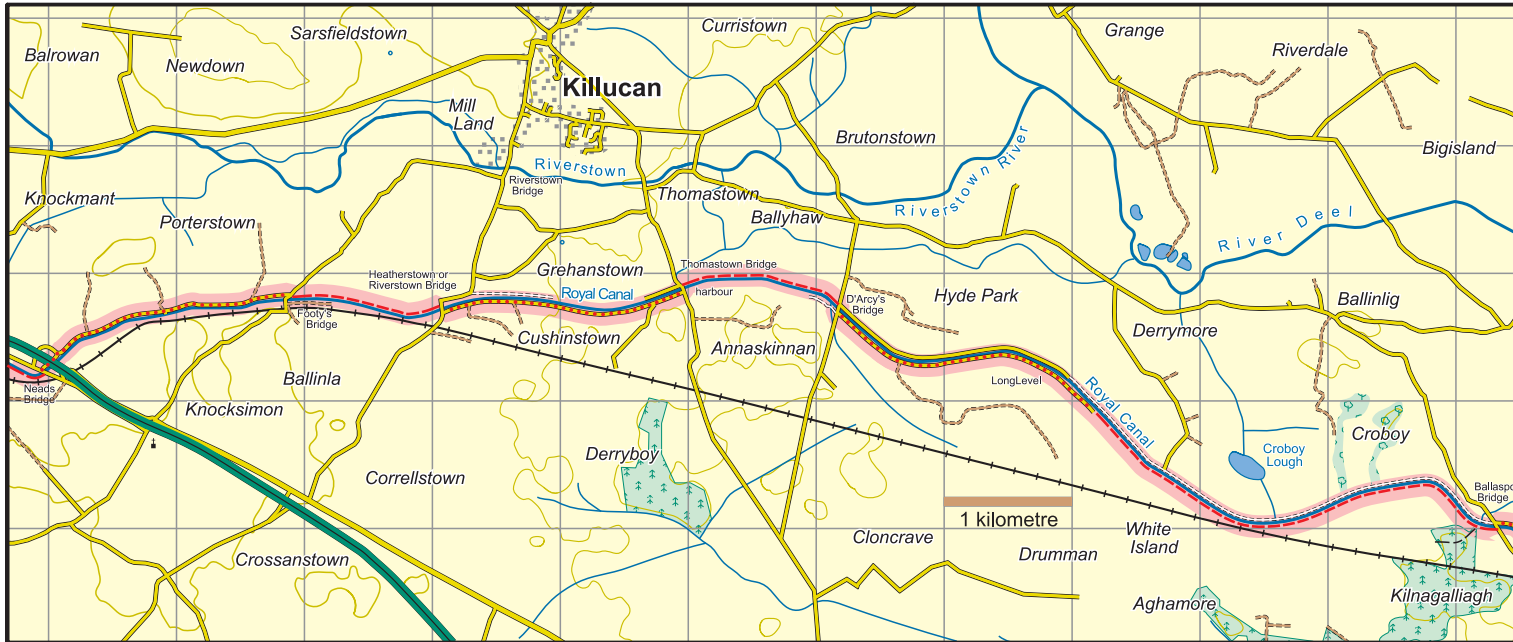 Sarsfieldstown
Curristown
Grange
Riverdale
Balrowan
Newdown
Killucan
Mill
Land
Brutonstown
Bigisland
Riverstown
Riverstown
Bridge
Riverstown River
Knockmant
Porterstown
Thomastown
Ballyhaw
River Deel
Heatherstown or
Riverstown Bridge
Grehanstown
Thomastown Bridge
Royal Canal
harbour
D'Arcy's
Bridge
Hyde Park
Ballinlig
Footy's
Bridge
Cushinstown
Annaskinnan
Derrymore
Neads
Bridge
Ballinla
LongLevel
Royal Canal
Knocksimon
Croboy
Derryboy
Croboy
Lough
Correllstown
Ballaspo
Bridge
1 kilometre
White
Island
Cloncrave
Drumman
Crossanstown
Aghamore
Kilnagalliagh